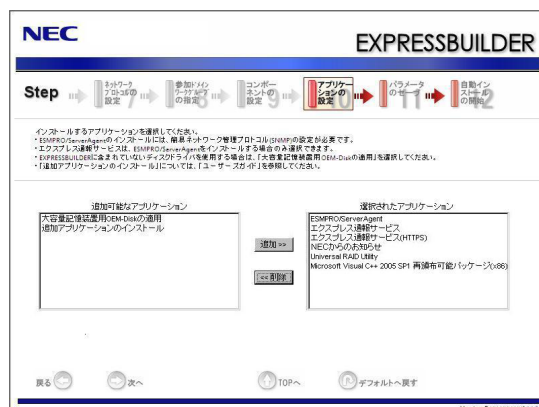 NEC
EXPRESSBUILDER
Step
ネットワークプロトコルの設定 7
参加ドメイン ワークグループの指定 8
コンポーネントの設定 9
アプリケーションの設定 10
パラメータのセーブ 11
自動インストールの開始 12
インストールするアプリケーションを選択してください。
・ESMPRO/ServerAgentのインストールには、簡易ネットワーク管理プロトコル(SNMP)の設定が必要です。
・エクスプレス通報サービスは、ESMPRO/ServerAgentをインストールする場合のみ選択できます。
・EXPRESSBUILDERに含まれていないディスクドライバを使用する場合は、「大容量記憶装置用OEM-Diskの適用」を選択してください。
・「追加アプリケーションのインストール」については、「ユーザーズガイド」を参照してください。
追加可能なアプリケーション
大容量記憶装置用OEM-Diskの適用
追加アプリケーションのインストール
追加 >>
<< 削除
選択されたアプリケーション
ESMPRO/ServerAgent
エクスプレス通報サービス
エクスプレス通報サービス(HTTPS)
NECからのお知らせ
Universal RAID Utility
Microsoft Visual C++ 2005 SP1 再頒布可能パッケージ(x86)
戻る
次へ
TOPへ
デフォルトへ戻す